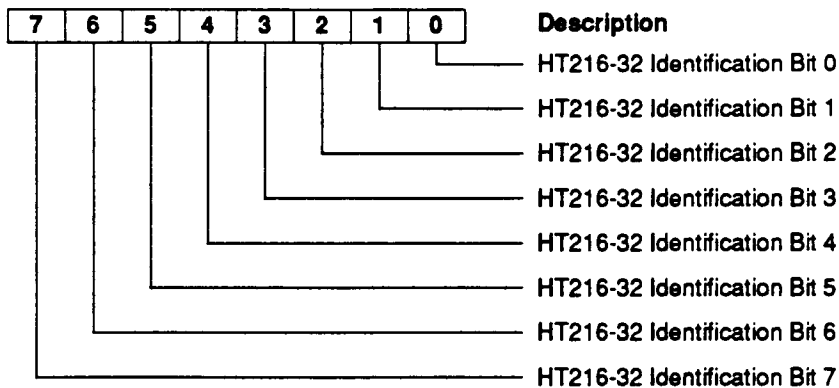 7 6 5 4 3 2 1 0 Description
HT216-32 Identification Bit 0
HT216-32 Identification Bit 1
HT216-32 Identification Bit 2
HT216-32 Identification Bit 3
HT216-32 Identification Bit 4
HT216-32 Identification Bit 5
HT216-32 Identification Bit 6
HT216-32 Identification Bit 7